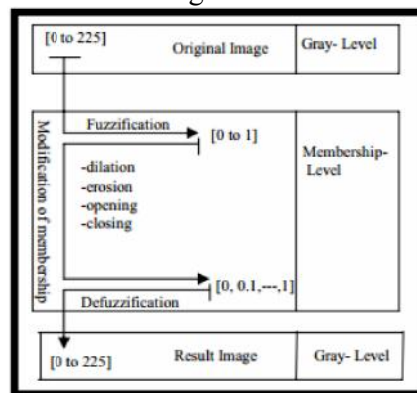 [0 to 225]
Original Image
Gray- Level
Fuzzification
[0 to 1]
Modification of membership
-dilation
-erosion
-opening
-closing
Membership-
Level
[0, 0.1,---,1]
Defuzzification
[0 to 225]
Result Image
Gray- Level